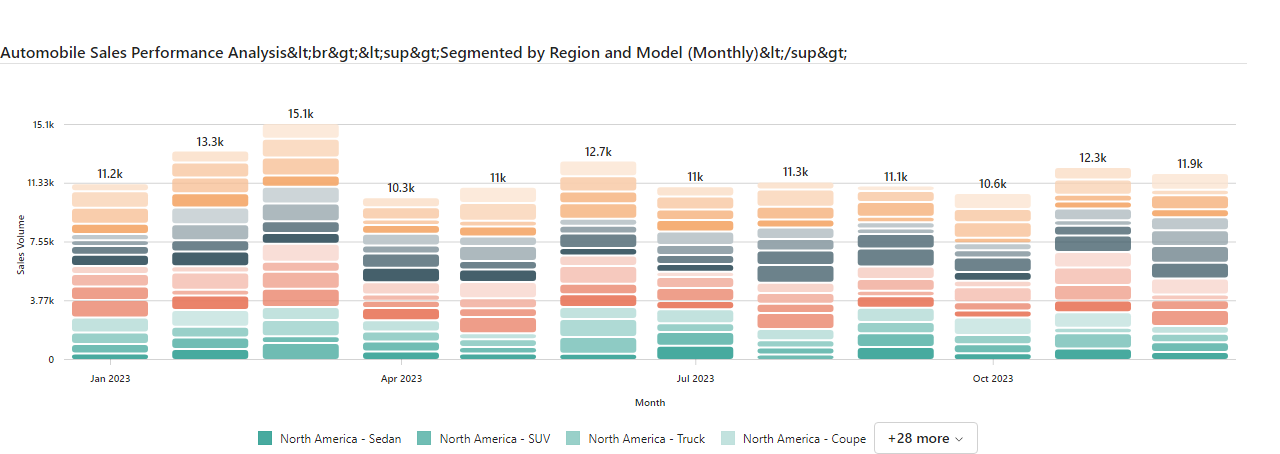 Automobile Sales Performance Analysis&lt;br&gt;&lt;sup&gt;Segmented by Region and Model (Monthly)&lt;/sup&gt;
15.1k
13.3k
12.7k
12.3k
11.9k
11.2k
11.3k
11.1k
11k
11k
10.6k
10.3k
15.1k
11.33k
7.55k
3.77k
0
Sales Volume
Jan 2023 Apr 2023 Jul 2023 Oct 2023
Month
North America - Sedan North America - SUV North America - Truck North America - Coupe +28 more